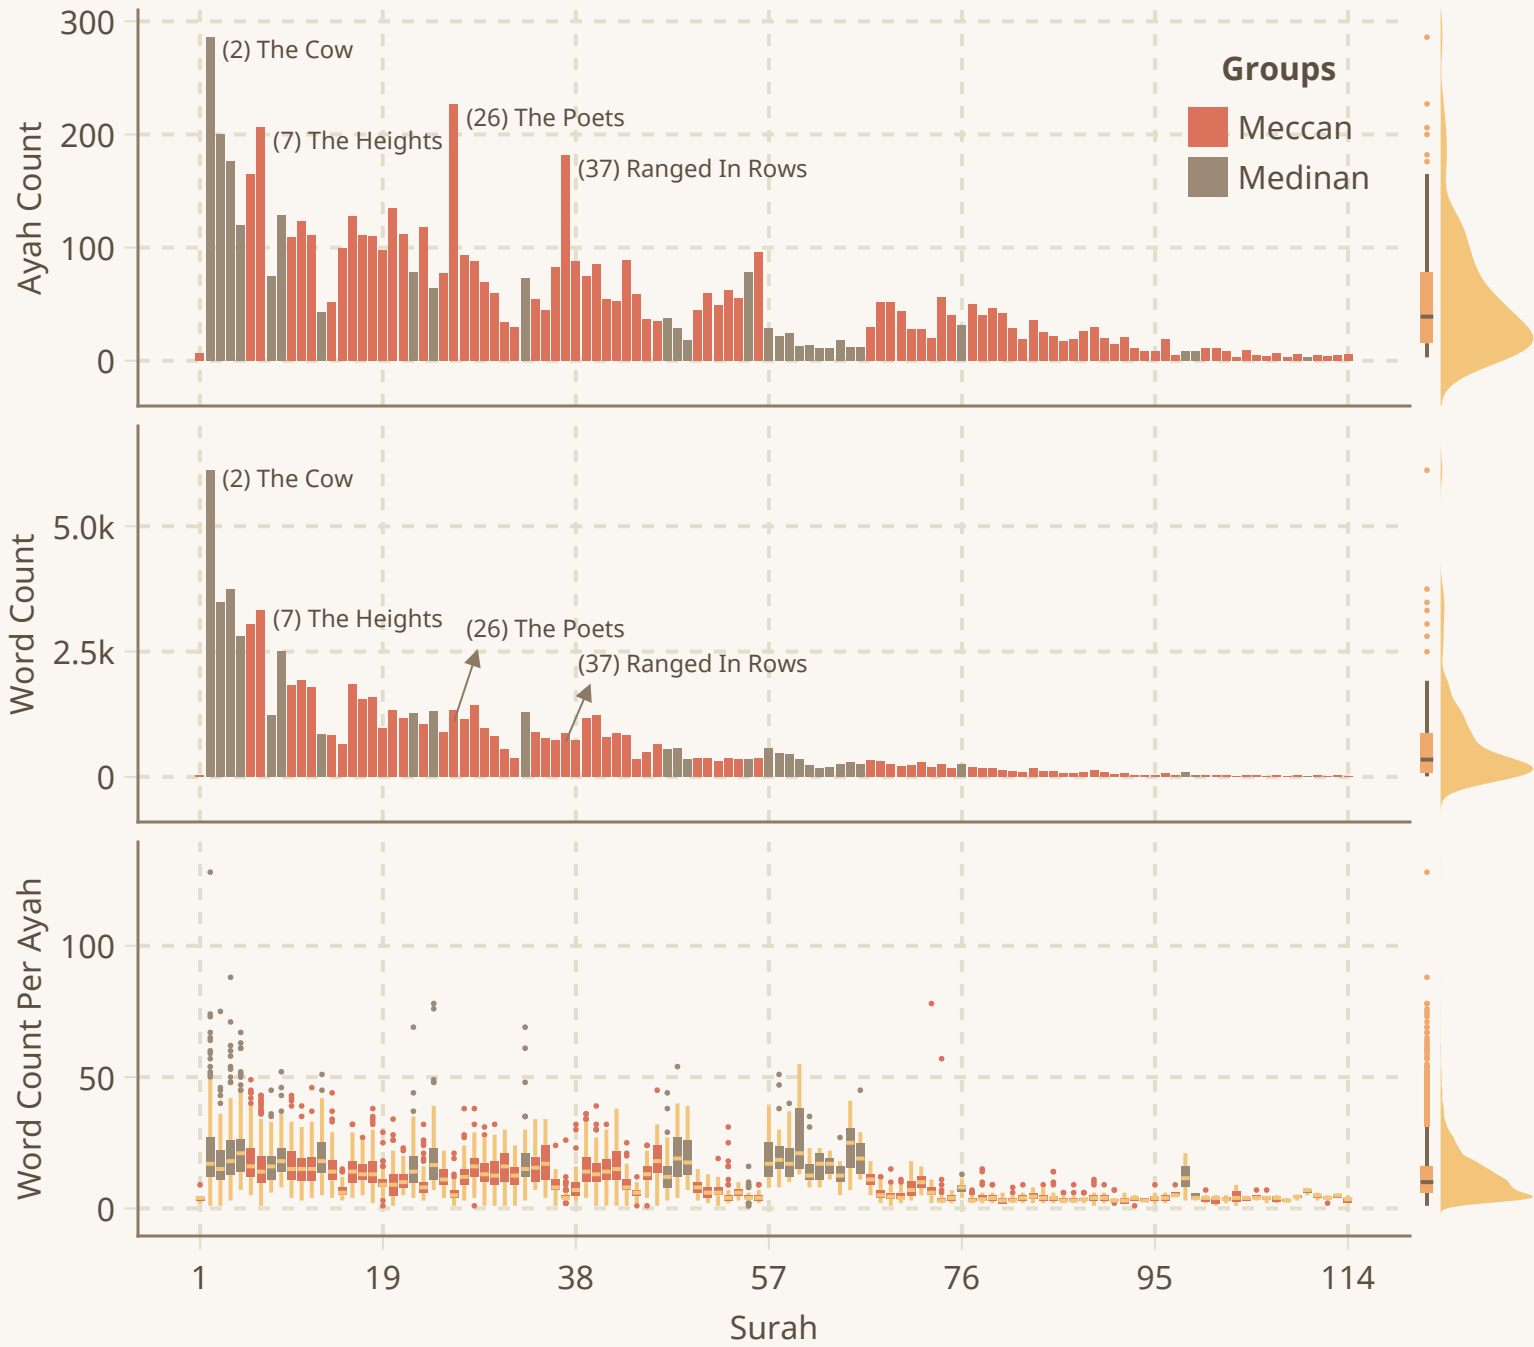 300
200
100
0
Ayah Count
(2) The Cow
(7) The Heights
(26) The Poets
(37) Ranged In Rows
Groups
Meccan
Medinan
5.0k
2.5k
0
Word Count
(2) The Cow
(7) The Heights
(26) The Poets
(37) Ranged In Rows
100
50
0
Word Count Per Ayah
1 19 38 57 76 95 114
Surah